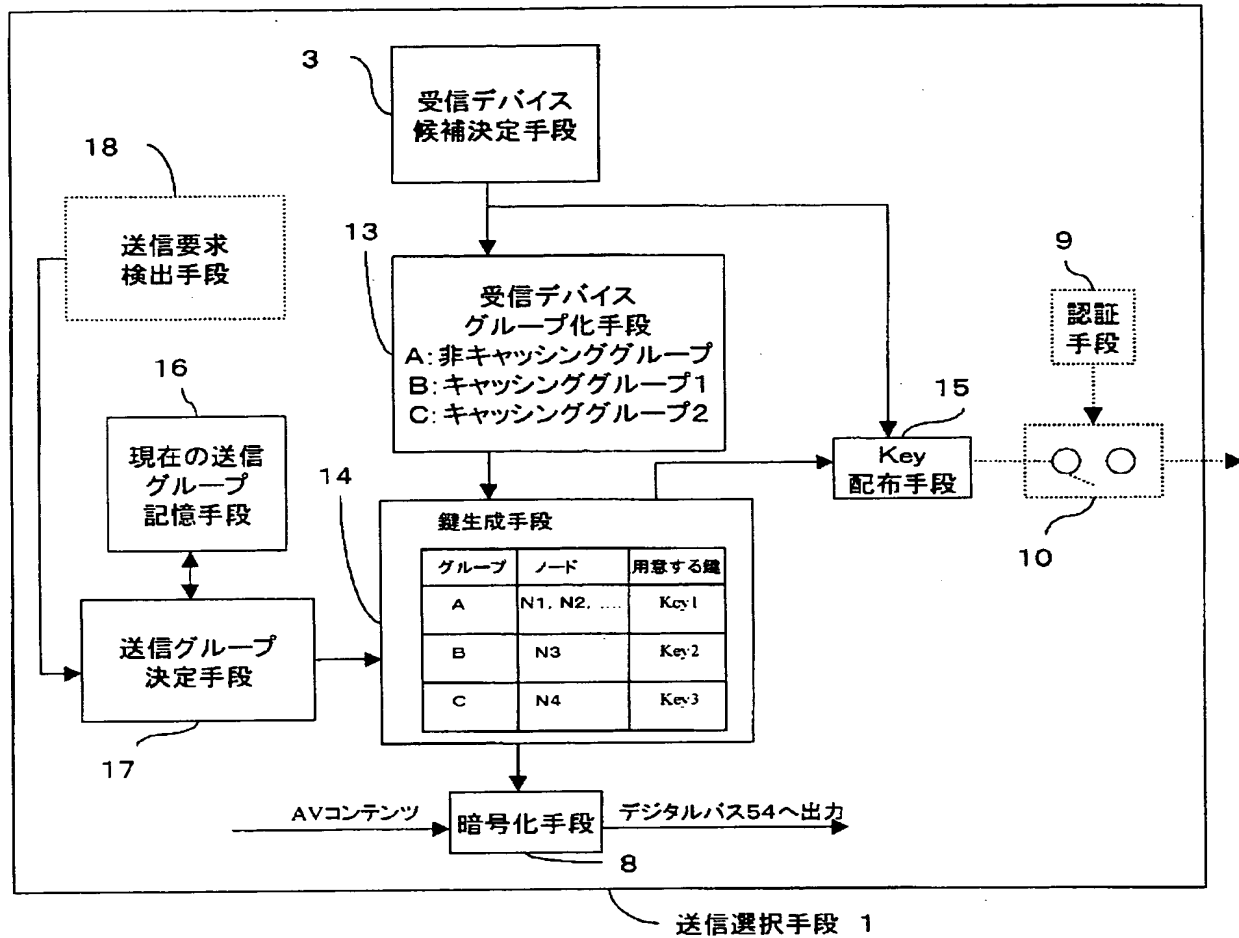 3
受信デバイス
候補決定手段
18
送信要求
検出手段
13
受信デバイス
グループ化手段
A:非キャッシンググループ
B:キャッシンググループ1
C:キャッシンググループ2
9
認証
手段
16
現在の送信
グループ
記憶手段
15
Key
配布手段
10
14
鍵生成手段
グループ ノード 用意する鍵
A N1, N2, .... Key1
B N3 Key2
C N4 Key3
送信グループ
決定手段
17
AVコンテンツ
暗号化手段
デジタルバス54へ出力
8
送信選択手段 1